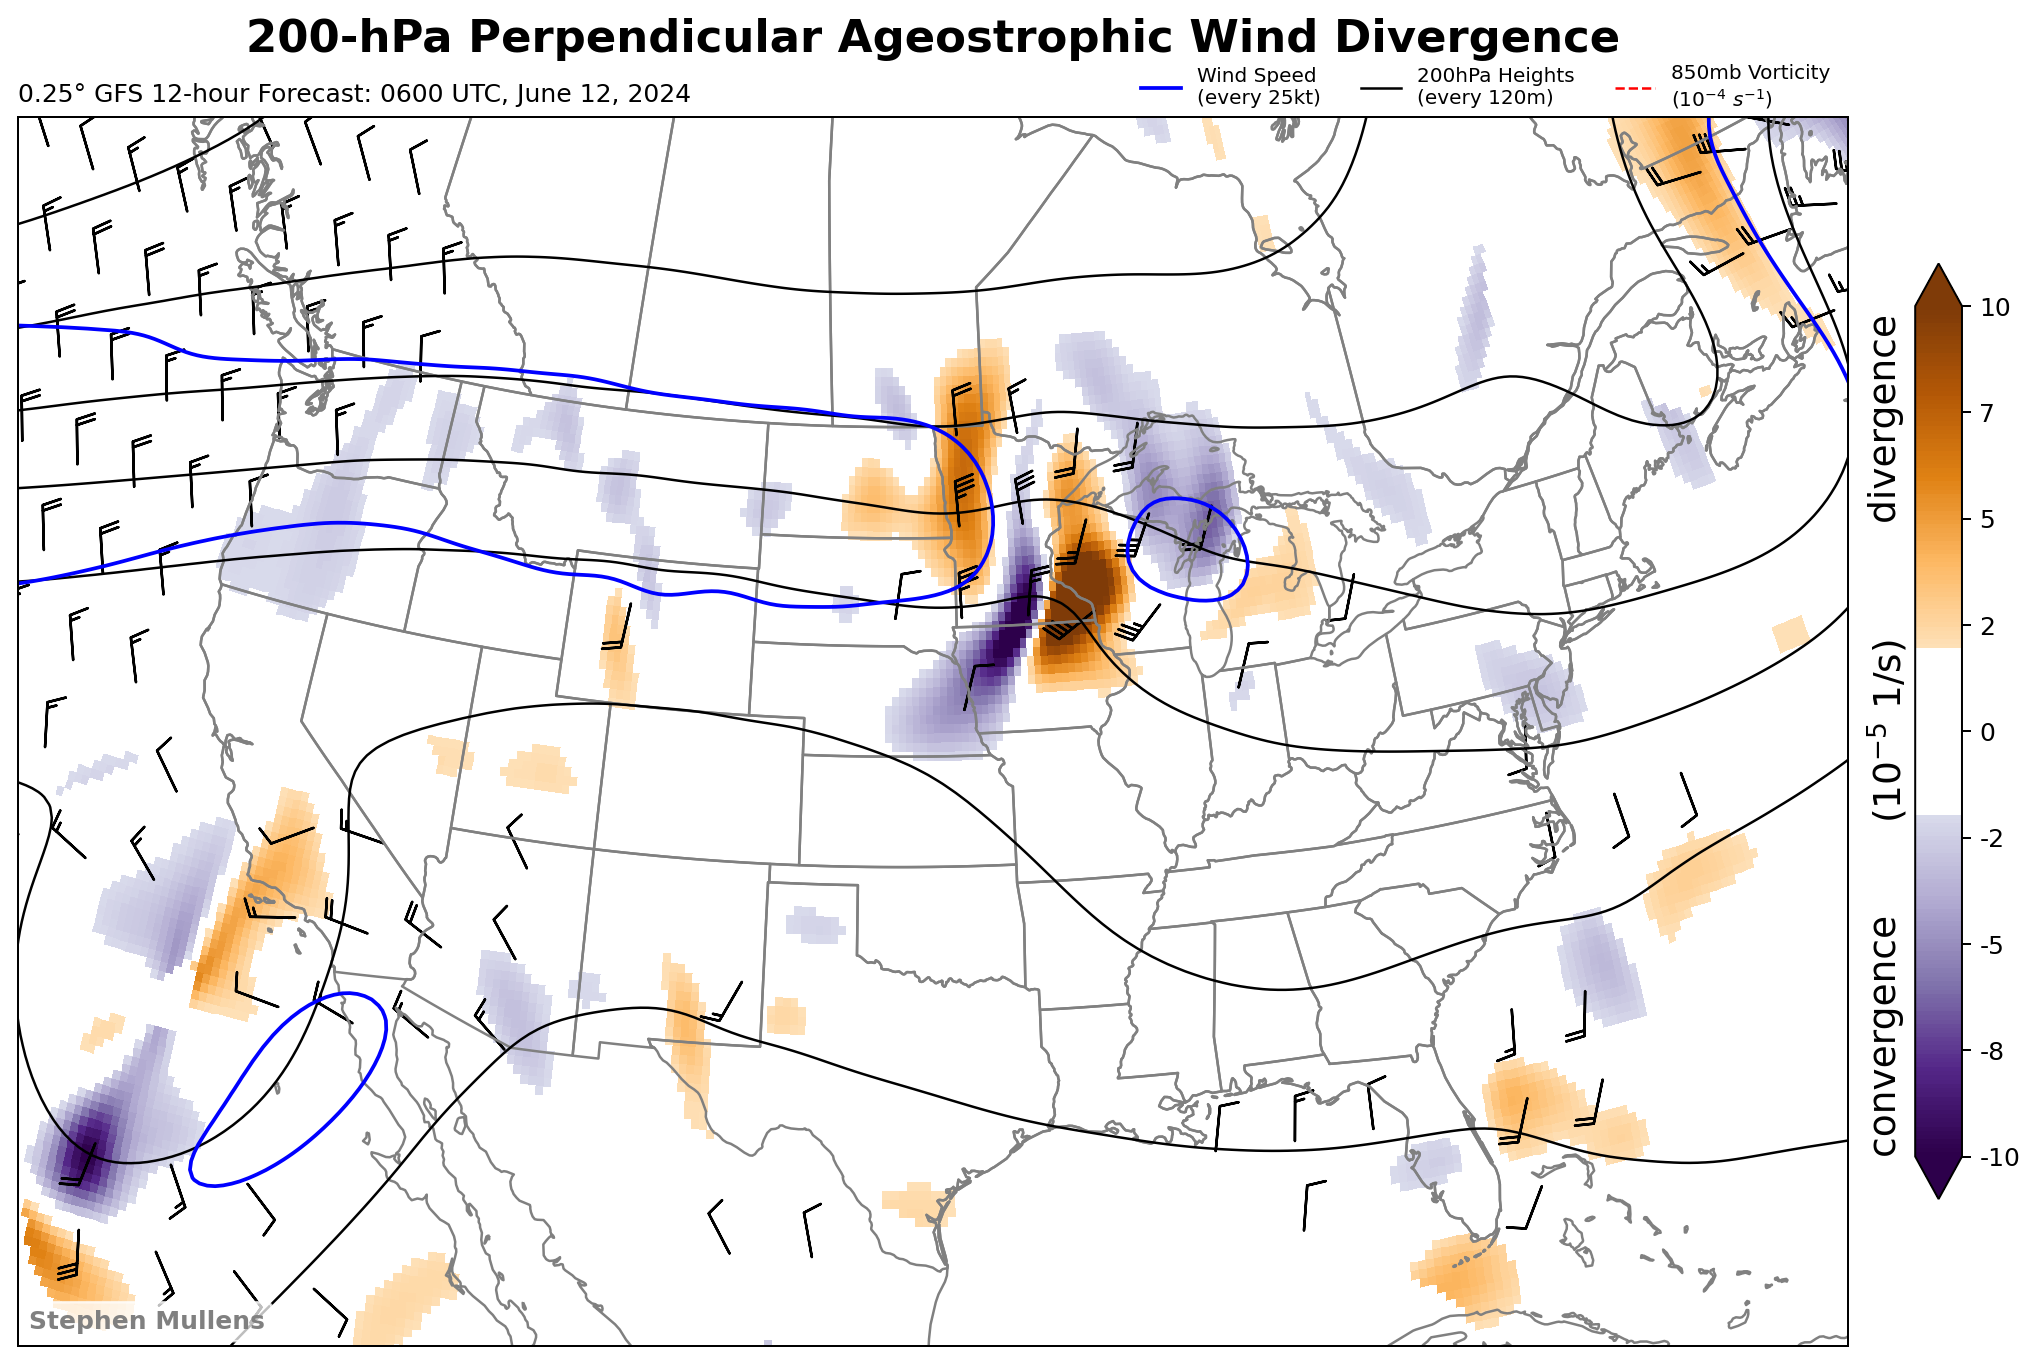 200-hPa Perpendicular Ageostrophic Wind Divergence
0.25° GFS 12-hour Forecast: 0600 UTC, June 12, 2024
Wind Speed
(every 25kt)
200hPa Heights
(every 120m)
850mb Vorticity
(10⁻⁴ s⁻¹)
10
7
5
2
0
-2
-5
-8
-10
convergence (10⁻⁵ 1/s) divergence
Stephen Mullens